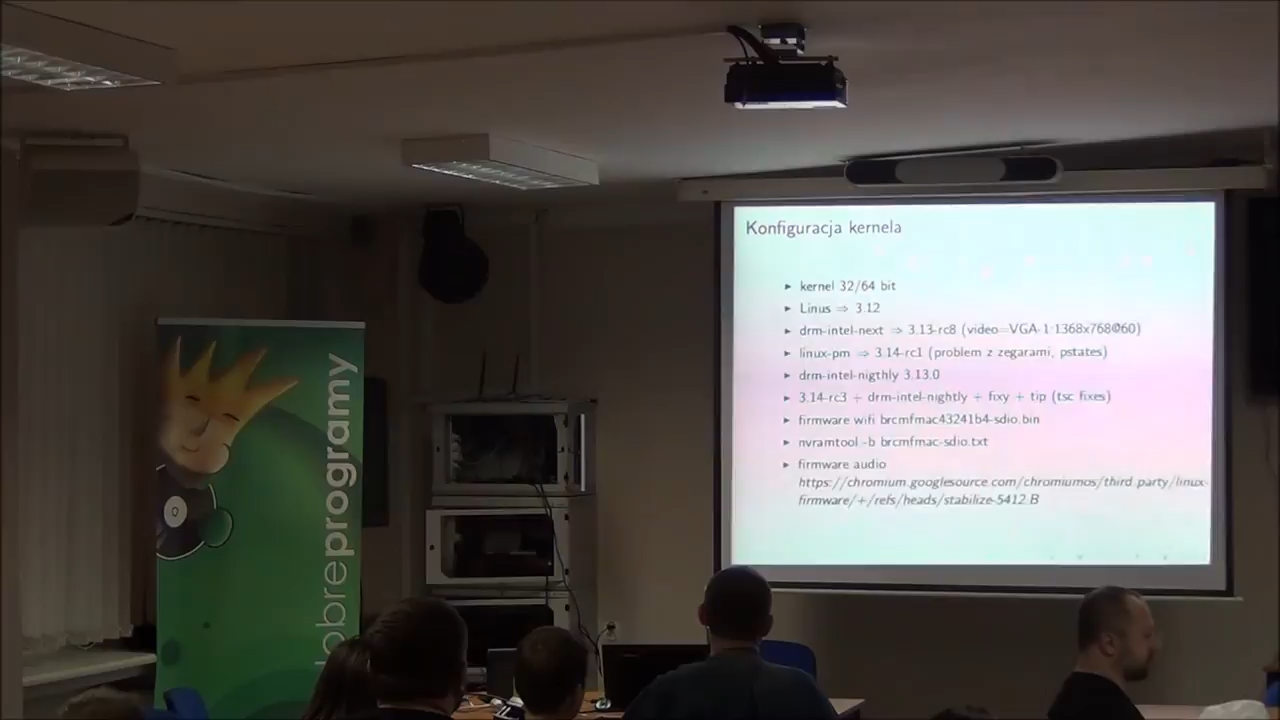 Konfiguracja kernela
▸ kernel 32/64 bit
▸ Linus ⇒ 3.12
▸ drm-intel-next ⇒ 3.13-rc8 (video=VGA-1:1368x768@60)
▸ linux-pm ⇒ 3.14-rc1 (problem z zegarami, pstates)
▸ drm-intel-nigthly 3.13.0
▸ 3.14-rc3 + drm-intel-nightly + fixy + tip (tsc fixes)
▸ firmware wifi brcmfmac43241b4-sdio.bin
▸ nvramtool -b brcmfmac-sdio.txt
▸ firmware audio
https://chromium.googlesource.com/chromiumos/third_party/linux-
firmware/+/refs/heads/stabilize-5412.B
obreprogramy